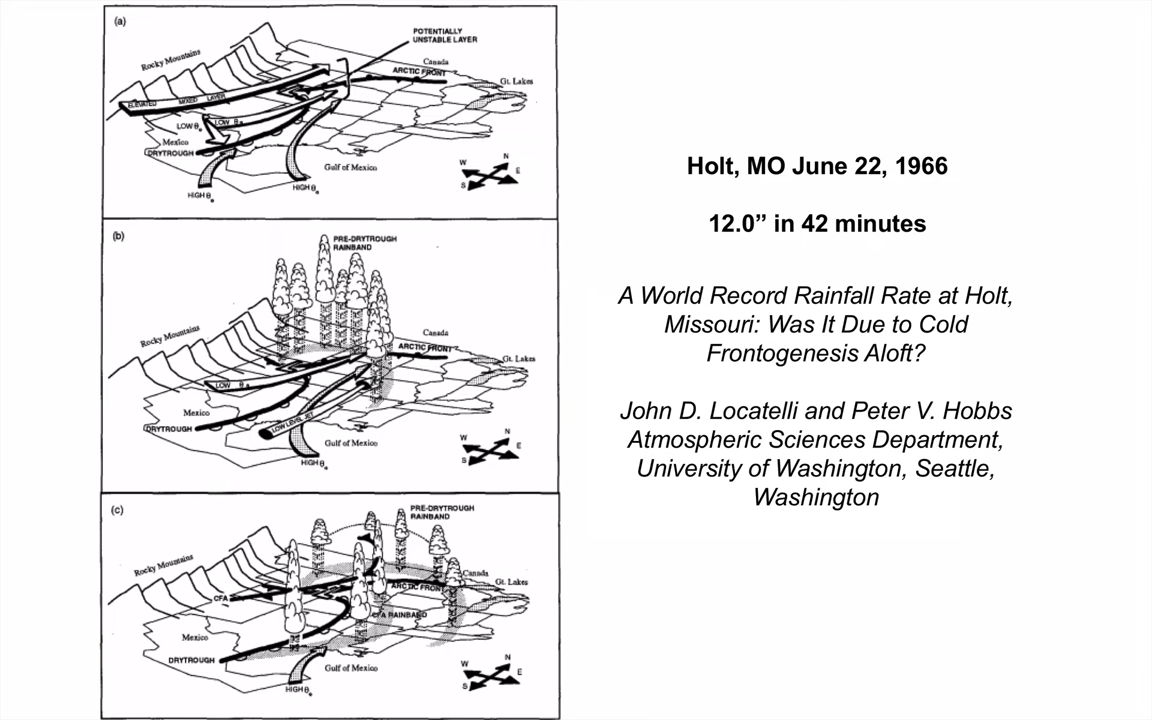 (a)
POTENTIALLY
UNSTABLE LAYER
Rocky Mountains
Canada
ARCTIC FRONT
Gt. Lakes
ELEVATED MIXED LAYER
LOW θe
LOW θe
Mexico
DRYTROUGH
Gulf of Mexico
HIGH θe
HIGH θe
N
W
E
S
(b)
PRE-DRYTROUGH
RAINBAND
Rocky Mountains
Canada
ARCTIC FRONT
Gt. Lakes
LOW θe
Mexico
DRYTROUGH
LOW LEVEL JET
Gulf of Mexico
HIGH θe
N
W
E
S
(c)
PRE-DRYTROUGH
RAINBAND
Rocky Mountains
Canada
Gt. Lakes
ARCTIC FRONT
CFA
CFA RAINBAND
Mexico
DRYTROUGH
Gulf of Mexico
HIGH θe
N
W
E
S
Holt, MO June 22, 1966
12.0” in 42 minutes
A World Record Rainfall Rate at Holt,
Missouri: Was It Due to Cold
Frontogenesis Aloft?
John D. Locatelli and Peter V. Hobbs
Atmospheric Sciences Department,
University of Washington, Seattle,
Washington